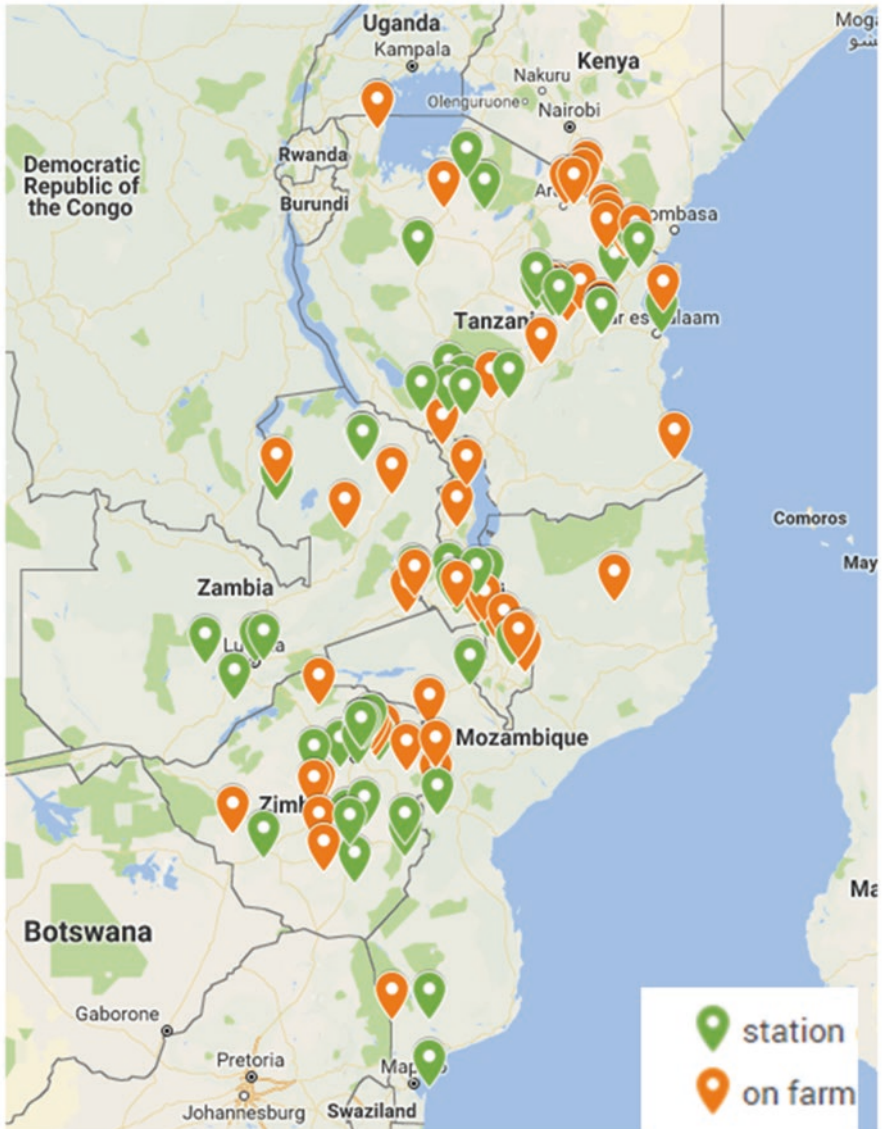 Uganda
Kampala
Kenya
Nakuru
Olenguruone
Nairobi
Rwanda
Burundi
Democratic
Republic of
the Congo
Comoros
Zambia
Mozambique
Botswana
Gaborone
Pretoria
Johannesburg
Swaziland
station
on farm